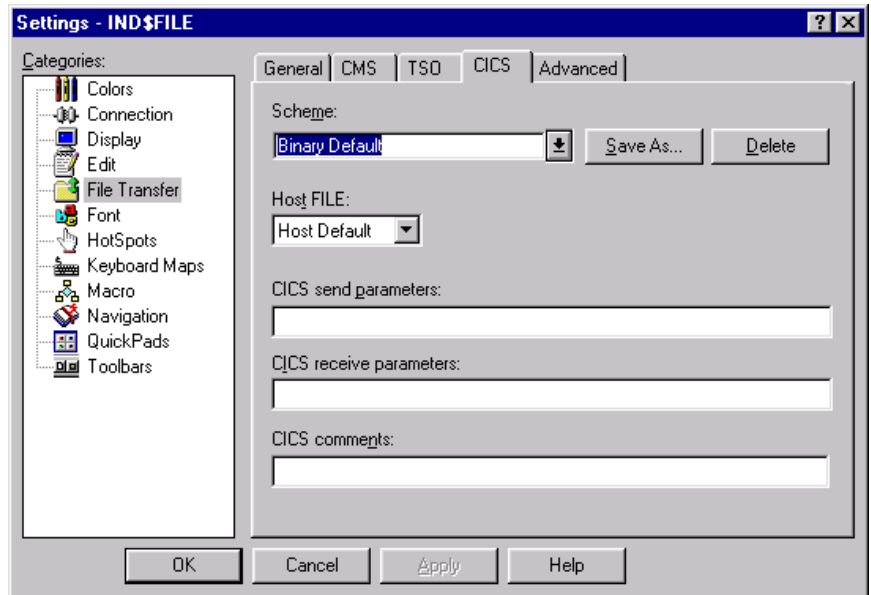 Settings - IND$FILE
Categories:
Colors
Connection
Display
Edit
File Transfer
Font
HotSpots
Keyboard Maps
Macro
Navigation
QuickPads
Toolbars
General CMS TSO CICS Advanced
Scheme:
Binary Default Save As... Delete
Host FILE:
Host Default
CICS send parameters:
CICS receive parameters:
CICS comments:
OK Cancel Apply Help